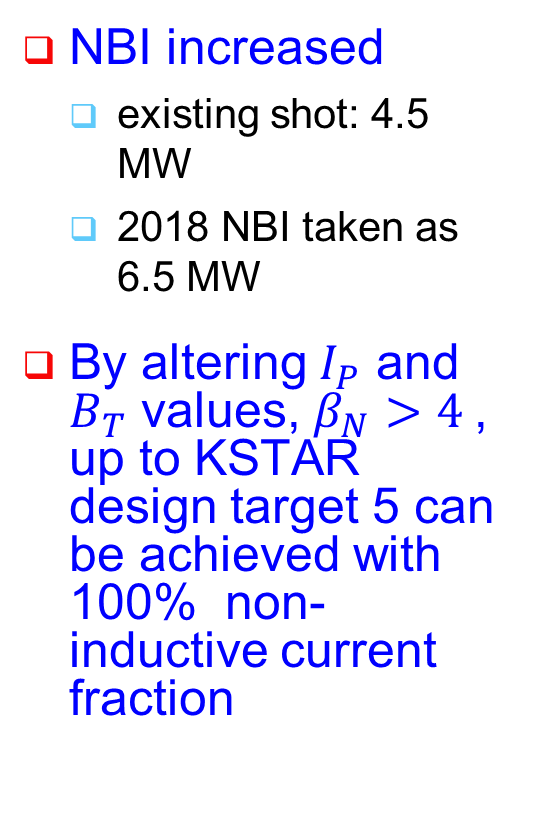 ❑ NBI increased
❑ existing shot: 4.5
MW
❑ 2018 NBI taken as
6.5 MW
❑ By altering I_P and
B_T values, β_N > 4 ,
up to KSTAR
design target 5 can
be achieved with
100%  non-
inductive current
fraction